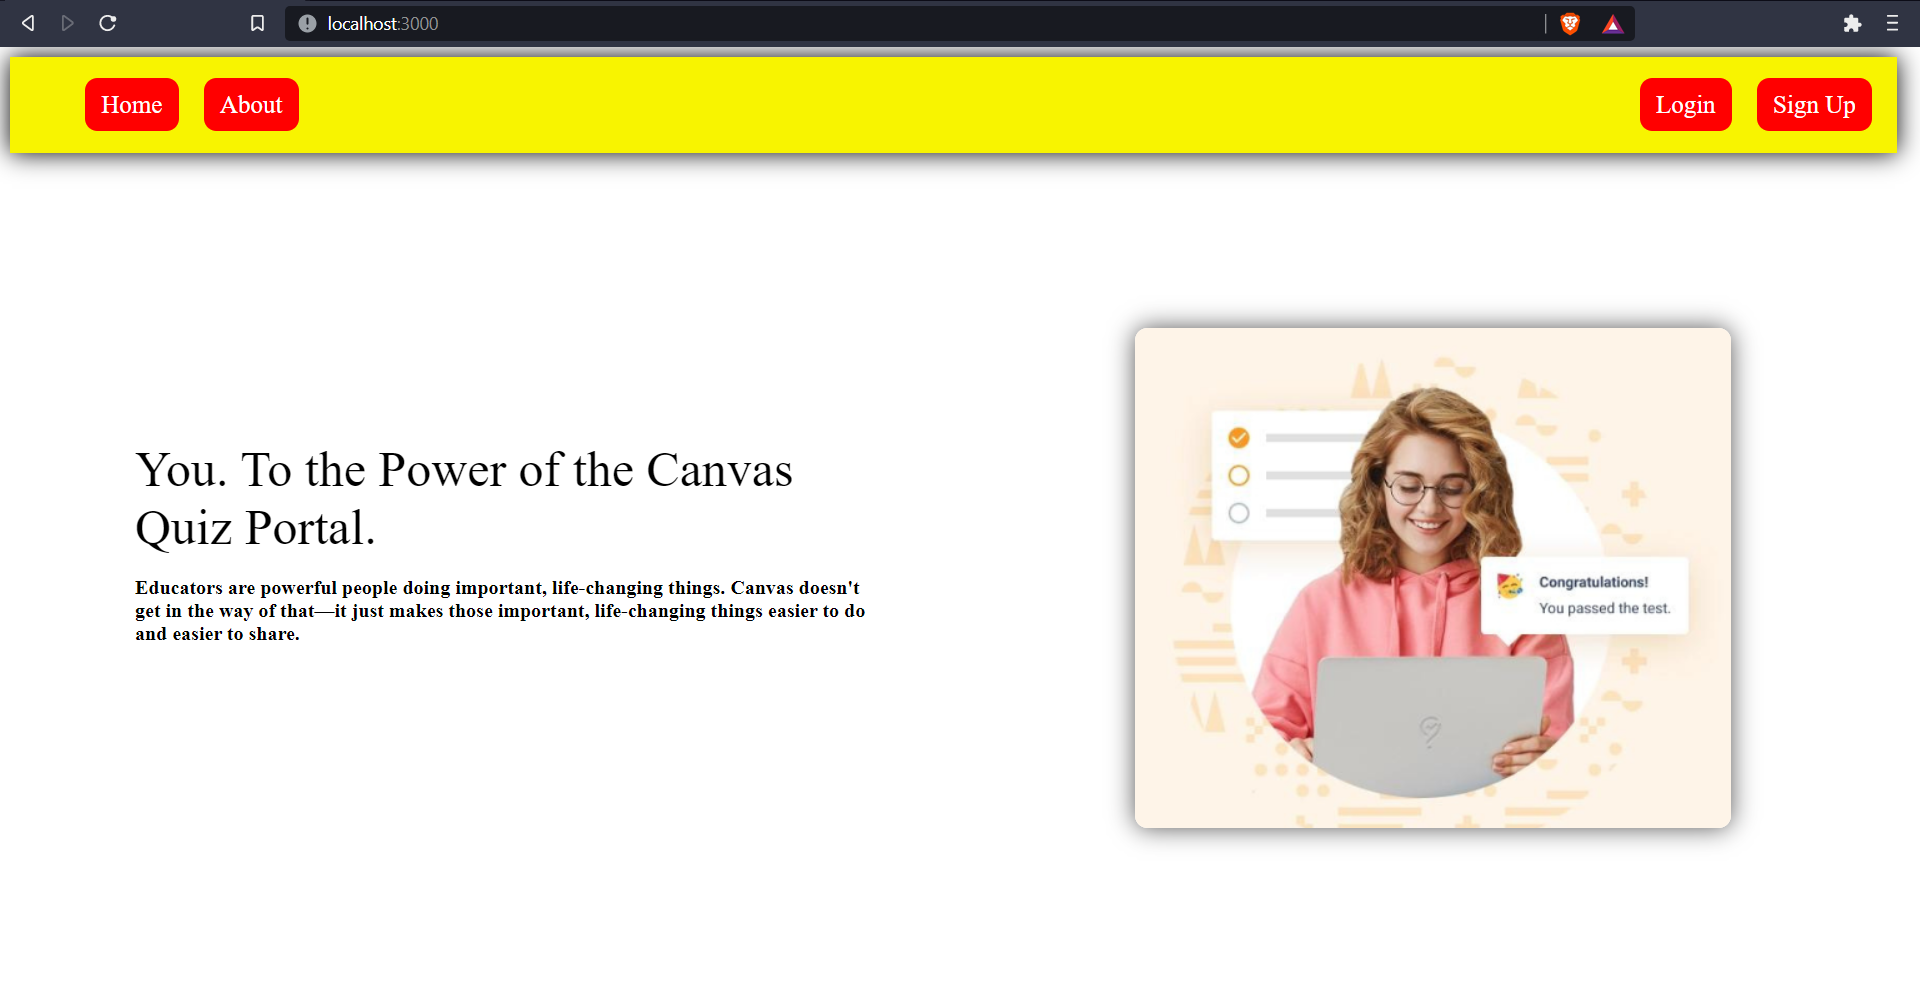 localhost:3000
Home About Login Sign Up
You. To the Power of the Canvas
Quiz Portal.
Educators are powerful people doing important, life-changing things. Canvas doesn't
get in the way of that—it just makes those important, life-changing things easier to do
and easier to share.
Congratulations!
You passed the test.